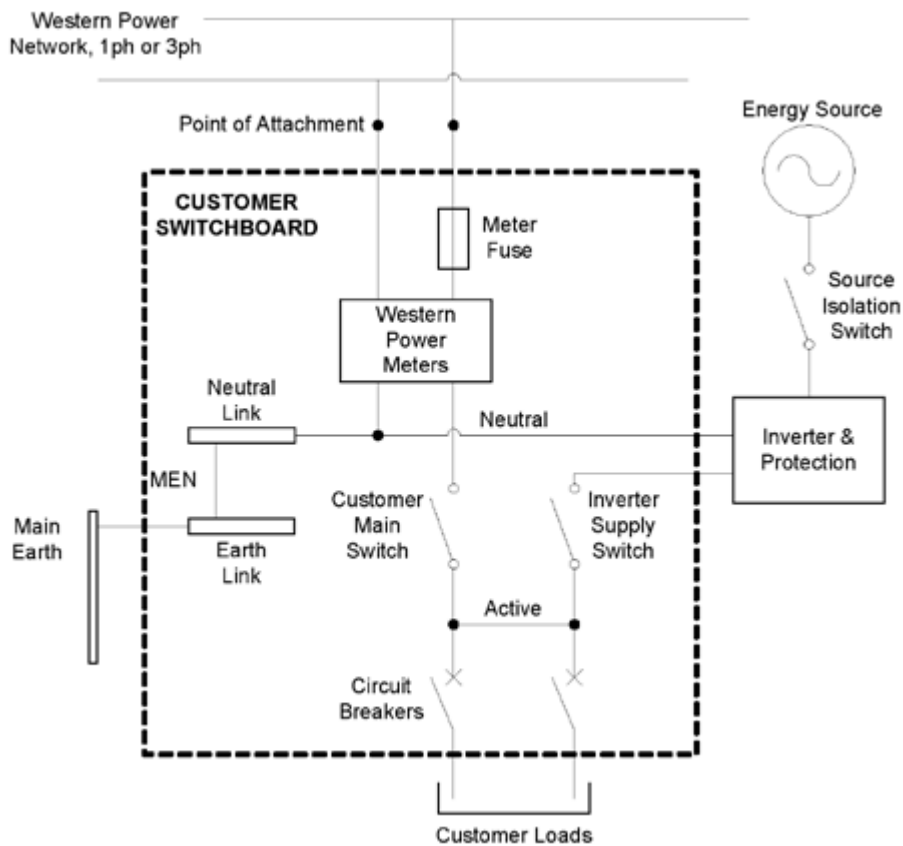 Western Power
Network, 1ph or 3ph
Point of Attachment
Energy Source
CUSTOMER
SWITCHBOARD
Meter
Fuse
Source
Isolation
Switch
Western
Power
Meters
Neutral
Link
Neutral
Inverter &
Protection
MEN
Customer
Main
Switch
Inverter
Supply
Switch
Main
Earth
Earth
Link
Active
Circuit
Breakers
Customer Loads